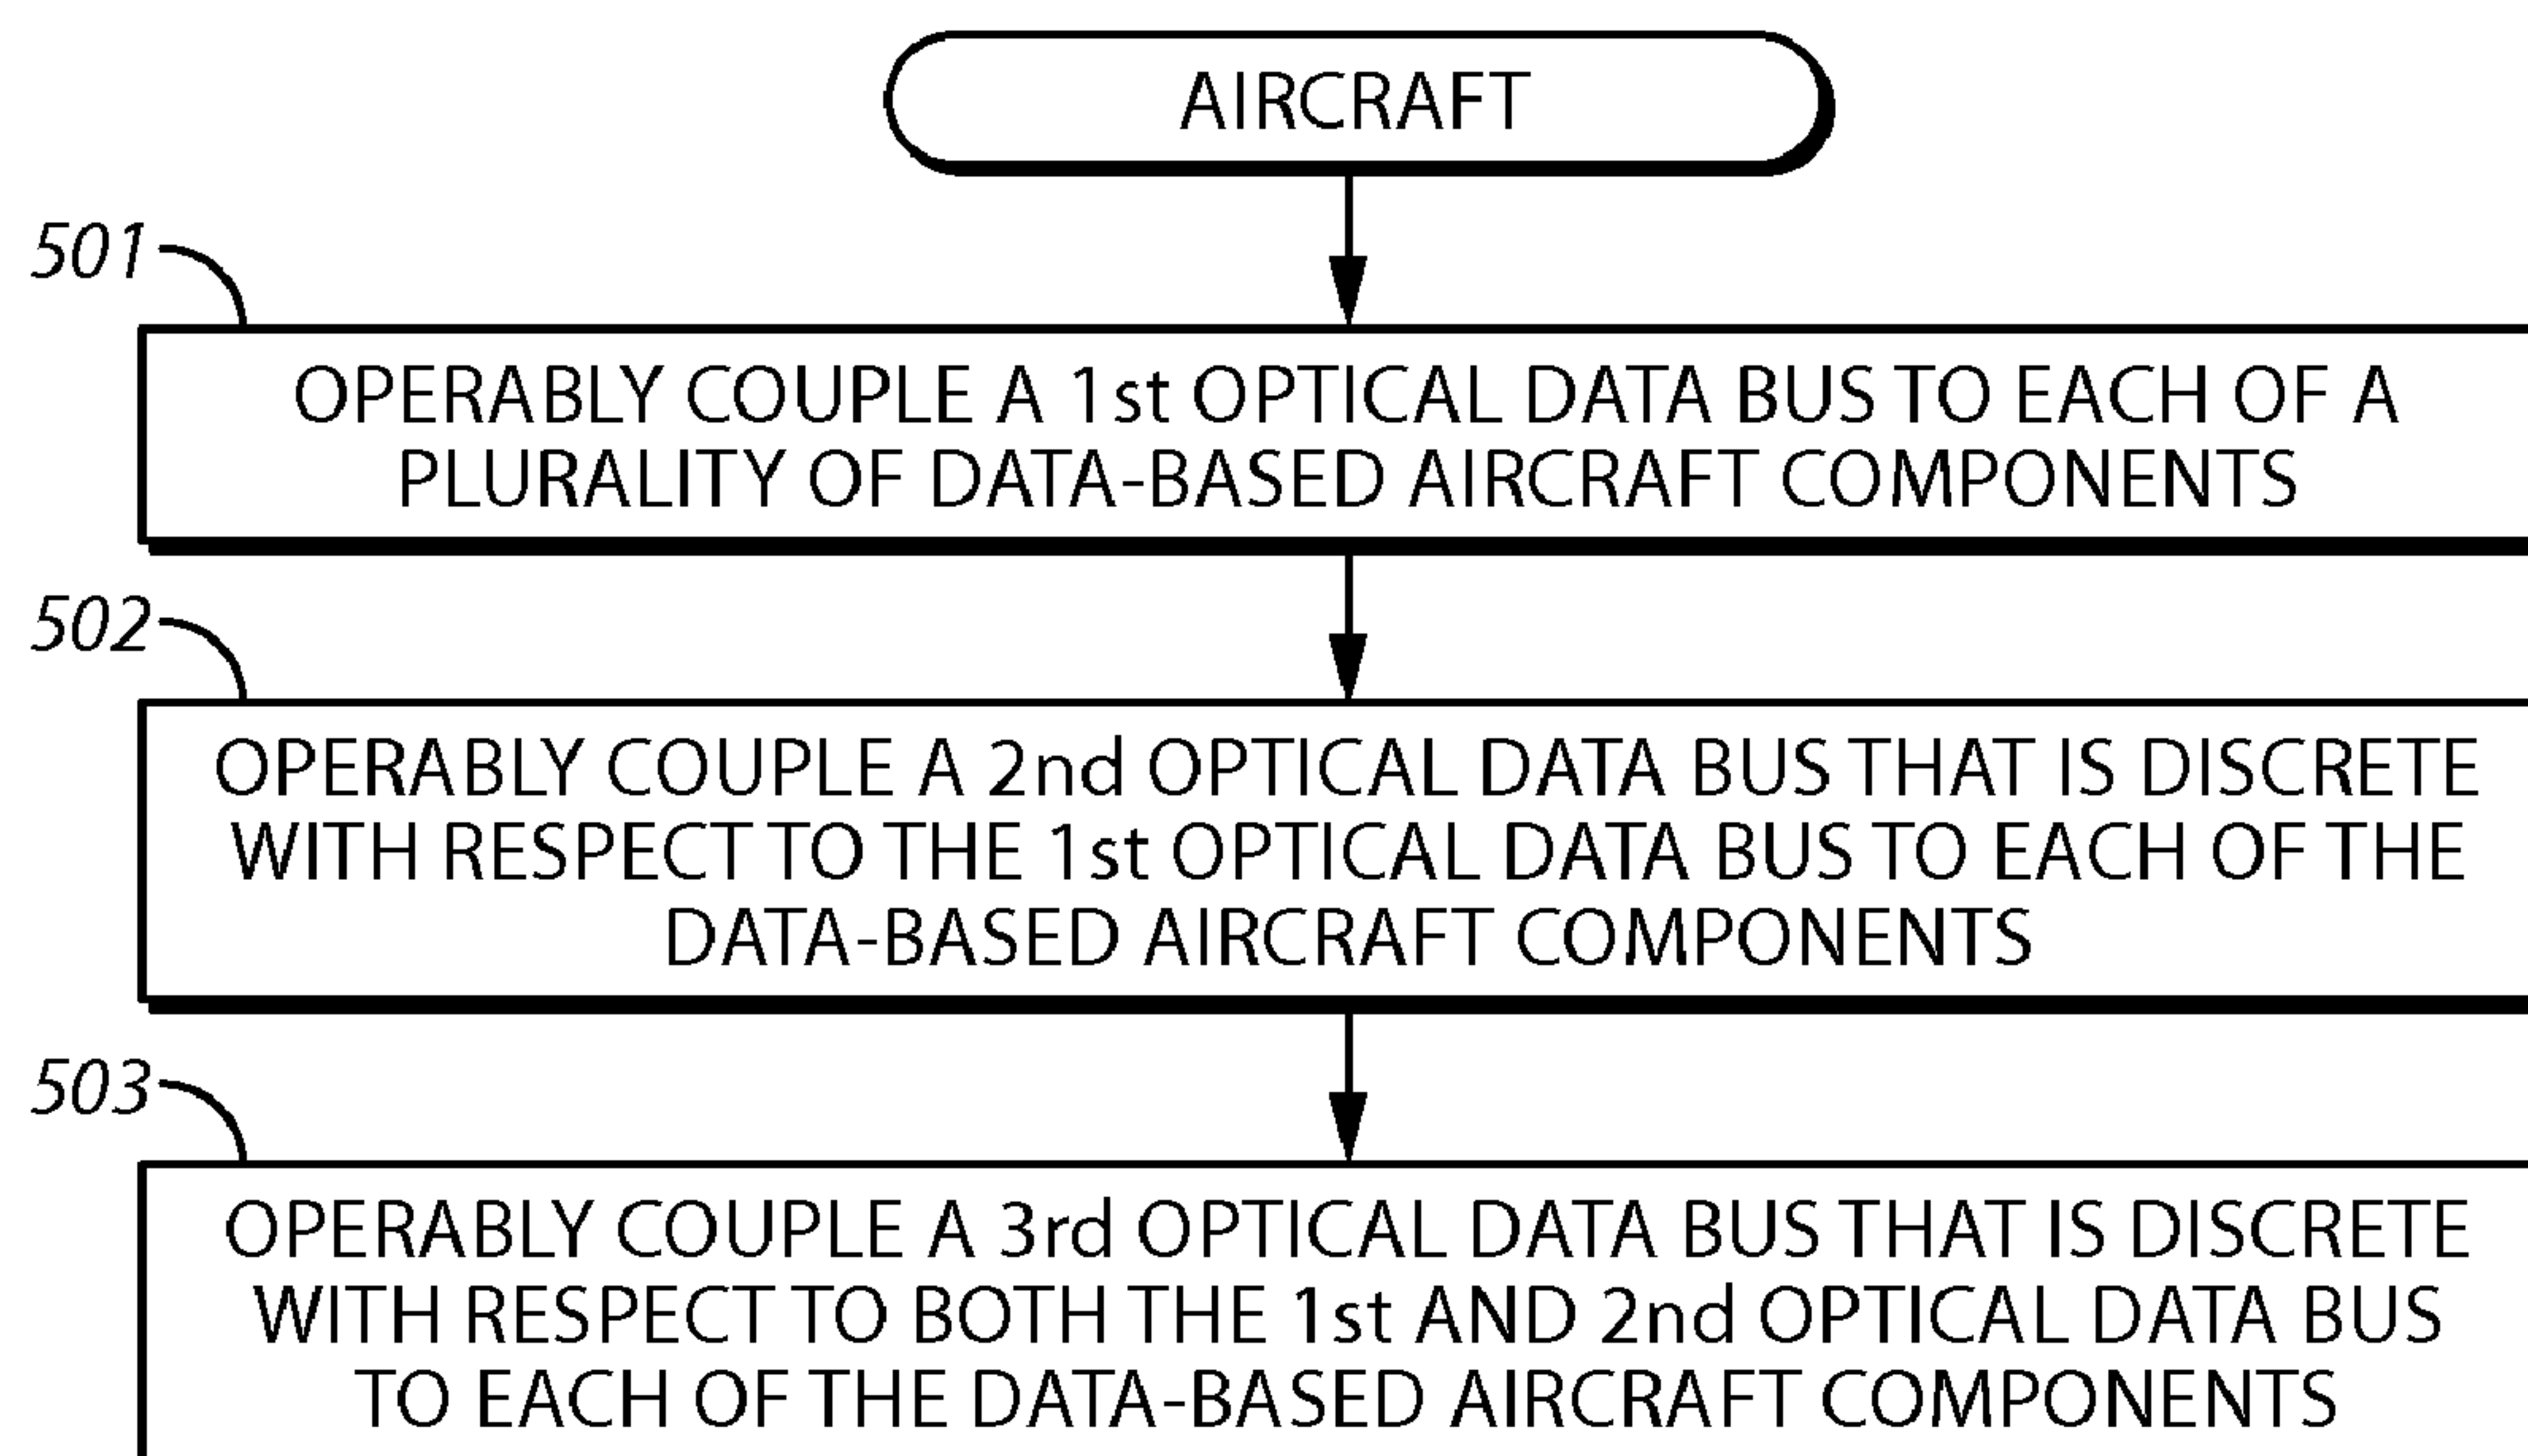 AIRCRAFT
501
OPERABLY COUPLE A 1st OPTICAL DATA BUS TO EACH OF A
PLURALITY OF DATA-BASED AIRCRAFT COMPONENTS
502
OPERABLY COUPLE A 2nd OPTICAL DATA BUS THAT IS DISCRETE
WITH RESPECT TO THE 1st OPTICAL DATA BUS TO EACH OF THE
DATA-BASED AIRCRAFT COMPONENTS
503
OPERABLY COUPLE A 3rd OPTICAL DATA BUS THAT IS DISCRETE
WITH RESPECT TO BOTH THE 1st AND 2nd OPTICAL DATA BUS
TO EACH OF THE DATA-BASED AIRCRAFT COMPONENTS